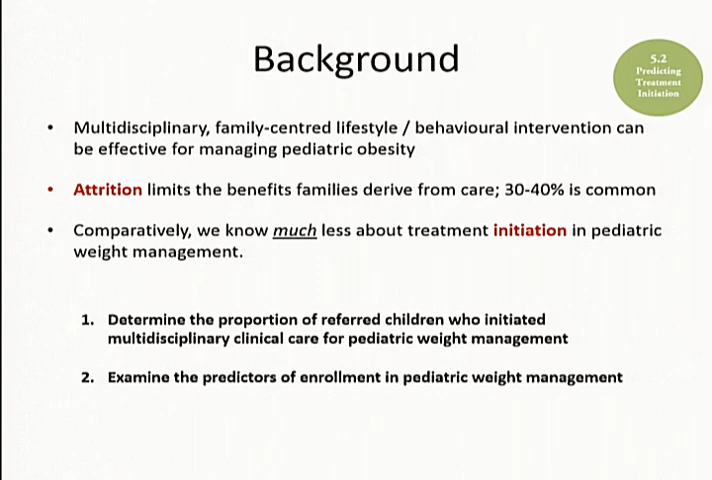 Background
5.2
Predicting
Treatment
Initiation
• Multidisciplinary, family-centred lifestyle / behavioural intervention can
be effective for managing pediatric obesity
• Attrition limits the benefits families derive from care; 30-40% is common
• Comparatively, we know much less about treatment initiation in pediatric
weight management.
1. Determine the proportion of referred children who initiated
multidisciplinary clinical care for pediatric weight management
2. Examine the predictors of enrollment in pediatric weight management